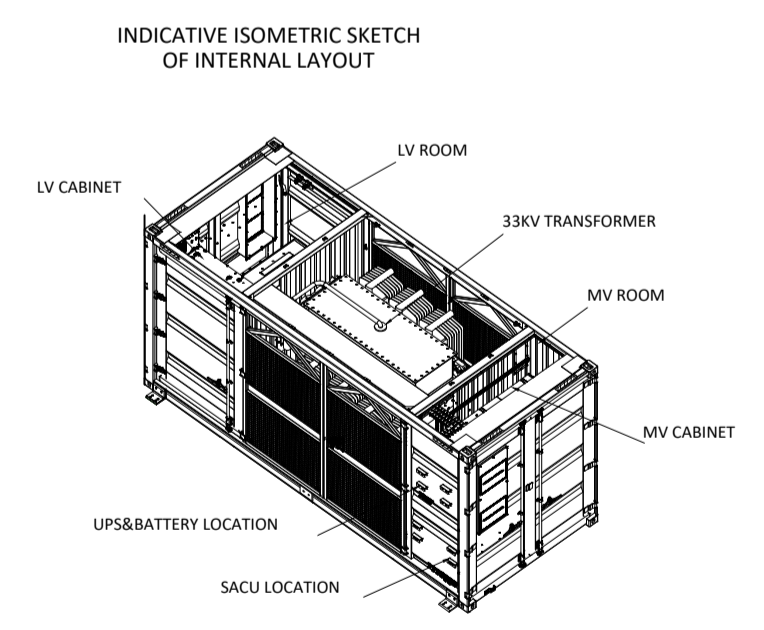 INDICATIVE ISOMETRIC SKETCH
OF INTERNAL LAYOUT
LV ROOM
LV CABINET
33KV TRANSFORMER
MV ROOM
MV CABINET
UPS&BATTERY LOCATION
SACU LOCATION